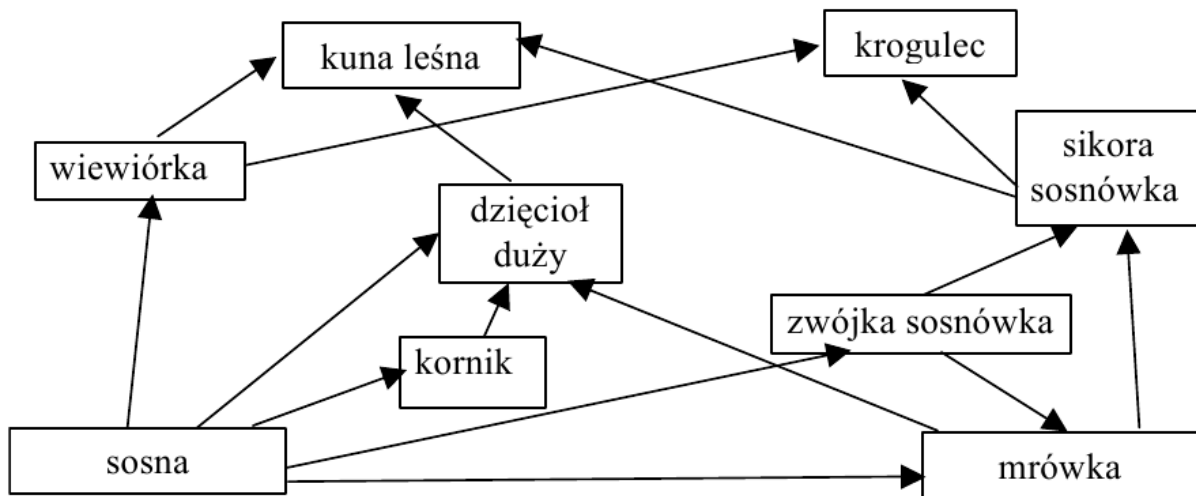 kuna leśna
krogulec
wiewiórka
sikora
sosnówka
dzięcioł
duży
zwójka sosnówka
kornik
sosna
mrówka